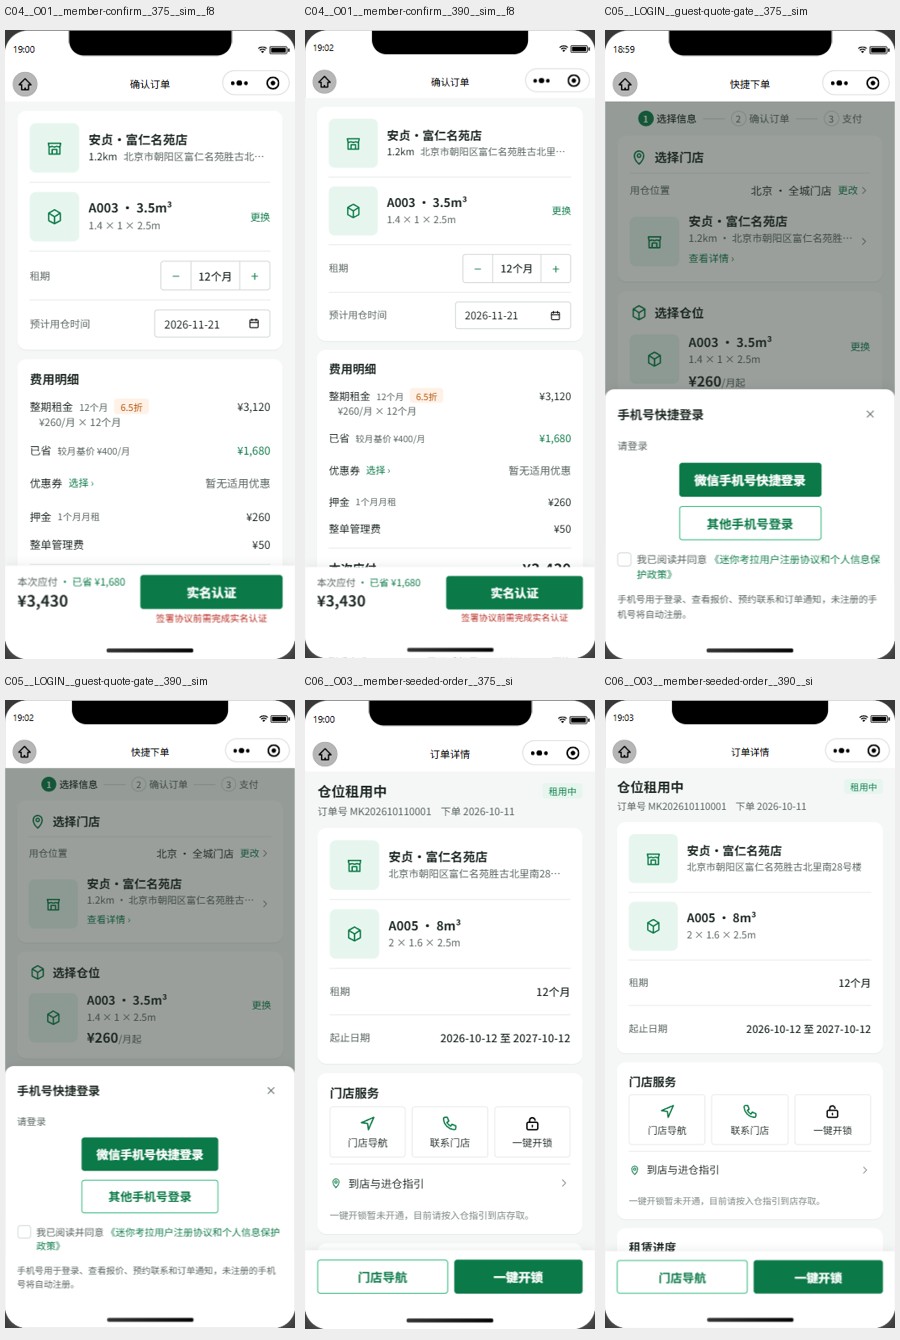 C04__O01__member-confirm__375__sim__f8
19:00
确认订单
安贞·富仁名苑店
1.2km 北京市朝阳区富仁名苑胜古北···
A003 · 3.5m³
1.4 × 1 × 2.5m
更换
租期
− 12个月 +
预计用仓时间
2026-11-21
费用明细
整期租金 12个月 6.5折 ¥3,120
¥260/月 × 12个月
已省 较月基价 ¥400/月 ¥1,680
优惠券 选择 › 暂无适用优惠
押金 1个月月租 ¥260
整单管理费 ¥50
本次应付 · 已省 ¥1,680
¥3,430
实名认证
签署协议前需完成实名认证
C04__O01__member-confirm__390__sim__f8
19:02
确认订单
安贞·富仁名苑店
1.2km 北京市朝阳区富仁名苑胜古北里···
A003 · 3.5m³
1.4 × 1 × 2.5m
更换
租期
− 12个月 +
预计用仓时间
2026-11-21
费用明细
整期租金 12个月 6.5折 ¥3,120
¥260/月 × 12个月
已省 较月基价 ¥400/月 ¥1,680
优惠券 选择 › 暂无适用优惠
押金 1个月月租 ¥260
整单管理费 ¥50
本次应付 ¥3,430
本次应付 · 已省 ¥1,680
¥3,430
实名认证
签署协议前需完成实名认证
C05__LOGIN__guest-quote-gate__375__sim
18:59
快捷下单
1 选择信息 2 确认订单 3 支付
选择门店
用仓位置 北京 · 全城门店 更改 ›
安贞·富仁名苑店
1.2km · 北京市朝阳区富仁名苑胜···
查看详情 ›
选择仓位
A003 · 3.5m³
1.4 × 1 × 2.5m
更换
¥260/月起
手机号快捷登录 ×
请登录
微信手机号快捷登录
其他手机号登录
我已阅读并同意 《迷你考拉用户注册协议和个人信息保
护政策》
手机号用于登录、查看报价、预约联系和订单通知，未注册的手
机号将自动注册。
C05__LOGIN__guest-quote-gate__390__sim
19:02
快捷下单
1 选择信息 2 确认订单 3 支付
选择门店
用仓位置 北京 · 全城门店 更改 ›
安贞·富仁名苑店
1.2km · 北京市朝阳区富仁名苑胜古···
查看详情 ›
选择仓位
A003 · 3.5m³
1.4 × 1 × 2.5m
更换
¥260/月起
手机号快捷登录 ×
请登录
微信手机号快捷登录
其他手机号登录
我已阅读并同意 《迷你考拉用户注册协议和个人信息保护
政策》
手机号用于登录、查看报价、预约联系和订单通知，未注册的手机
号将自动注册。
C06__O03__member-seeded-order__375__si
19:00
订单详情
仓位租用中 租用中
订单号 MK202610110001 下单 2026-10-11
安贞·富仁名苑店
北京市朝阳区富仁名苑胜古北里南28···
A005 · 8m³
2 × 1.6 × 2.5m
租期 12个月
起止日期 2026-10-12 至 2027-10-12
门店服务
门店导航 联系门店 一键开锁
到店与进仓指引
一键开锁暂未开通，目前请按入仓指引到店存取。
门店导航 一键开锁
C06__O03__member-seeded-order__390__si
19:03
订单详情
仓位租用中 租用中
订单号 MK202610110001 下单 2026-10-11
安贞·富仁名苑店
北京市朝阳区富仁名苑胜古北里南28号楼
A005 · 8m³
2 × 1.6 × 2.5m
租期 12个月
起止日期 2026-10-12 至 2027-10-12
门店服务
门店导航 联系门店 一键开锁
到店与进仓指引
一键开锁暂未开通，目前请按入仓指引到店存取。
租赁进度
门店导航 一键开锁